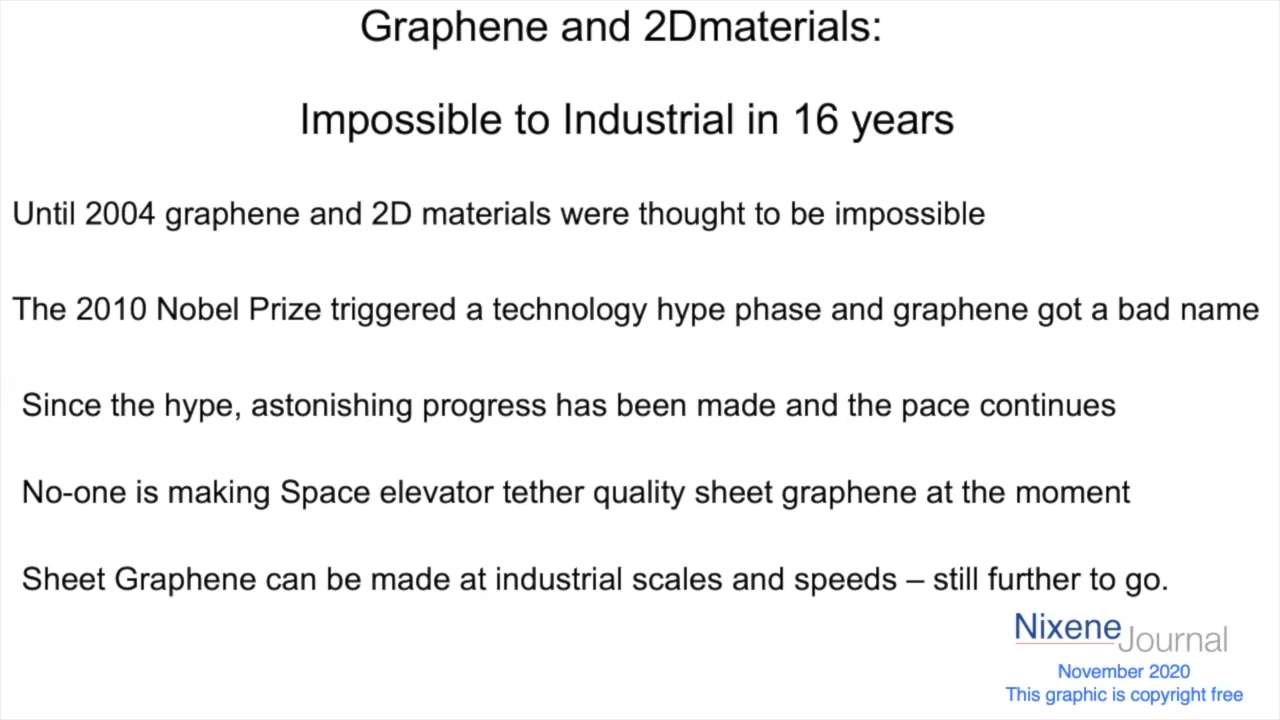 Graphene and 2Dmaterials:
Impossible to Industrial in 16 years
Until 2004 graphene and 2D materials were thought to be impossible
The 2010 Nobel Prize triggered a technology hype phase and graphene got a bad name
Since the hype, astonishing progress has been made and the pace continues
No-one is making Space elevator tether quality sheet graphene at the moment
Sheet Graphene can be made at industrial scales and speeds – still further to go.
Nixene Journal
November 2020
This graphic is copyright free